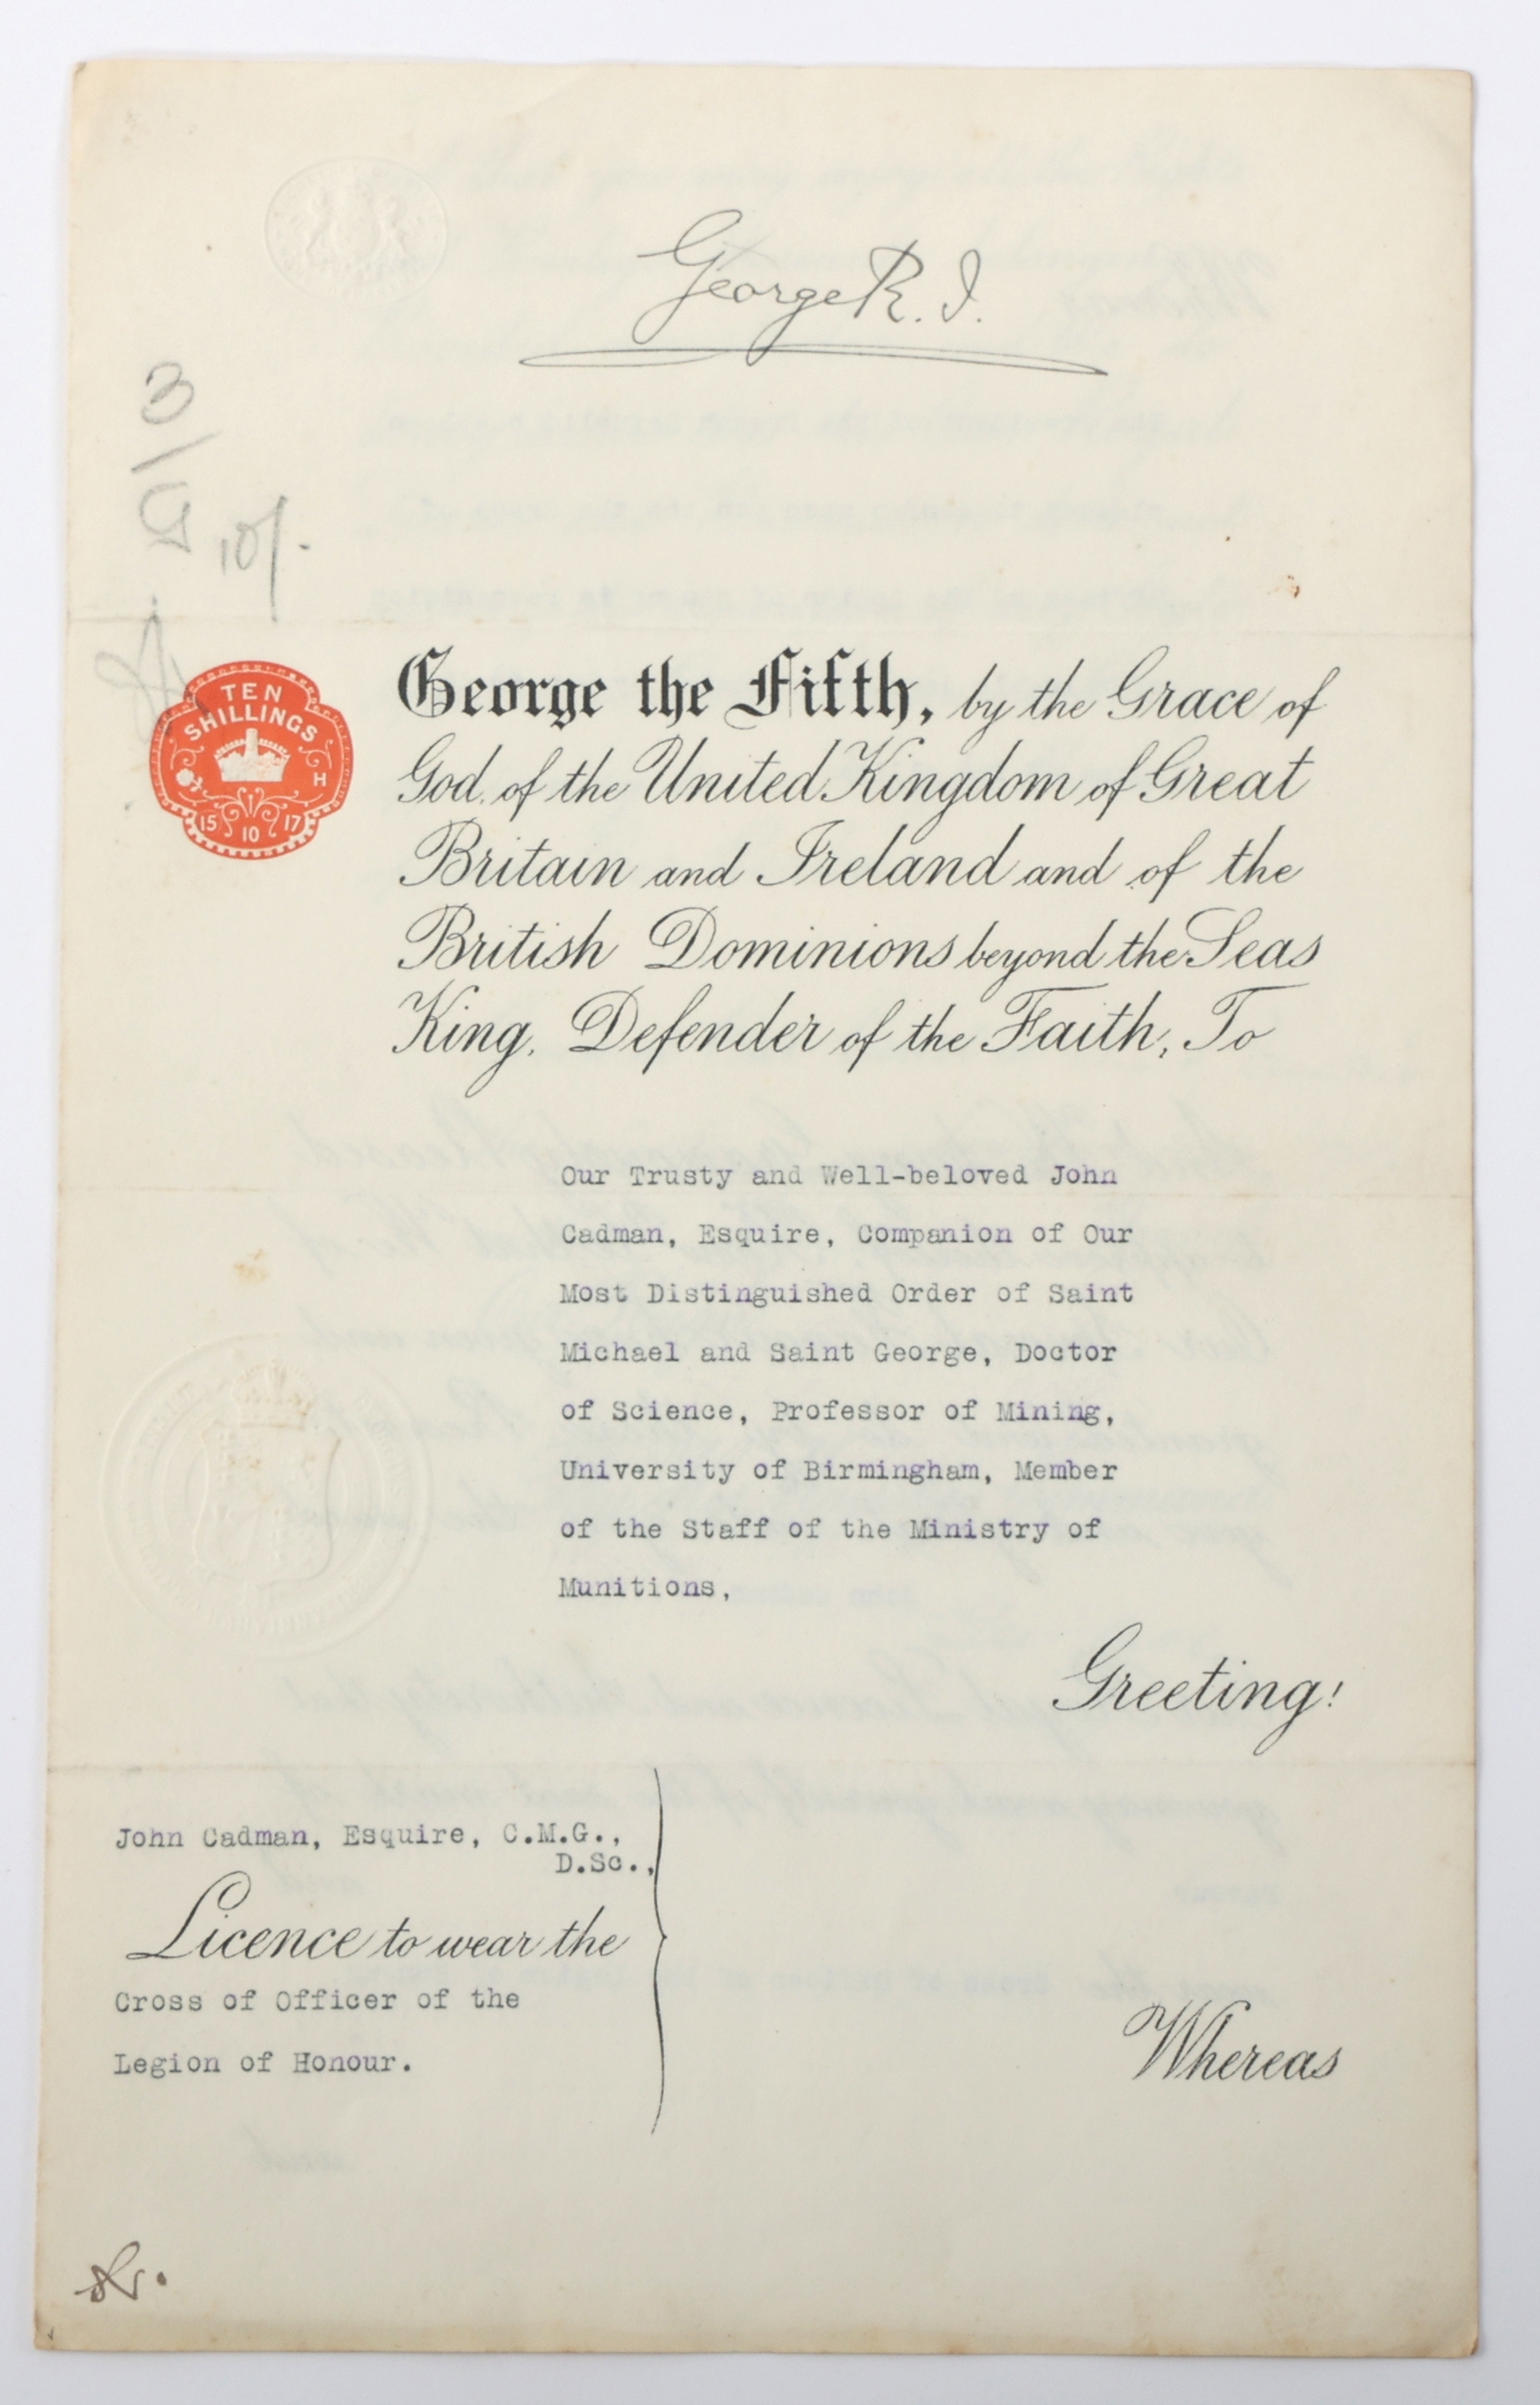 George R. I.
3
10/-
TEN
SHILLINGS
H
15 10 17
George the Fifth, by the Grace of
God, of the United Kingdom of Great
Britain and Ireland and of the
British Dominions beyond the Seas
King, Defender of the Faith, To
Our Trusty and Well-beloved John
Cadman, Esquire, Companion of Our
Most Distinguished Order of Saint
Michael and Saint George, Doctor
of Science, Professor of Mining,
University of Birmingham, Member
of the Staff of the Ministry of
Munitions,
Greeting!
John Cadman, Esquire, C.M.G.,
D.Sc.,
Licence to wear the
Cross of Officer of the
Legion of Honour.
Whereas